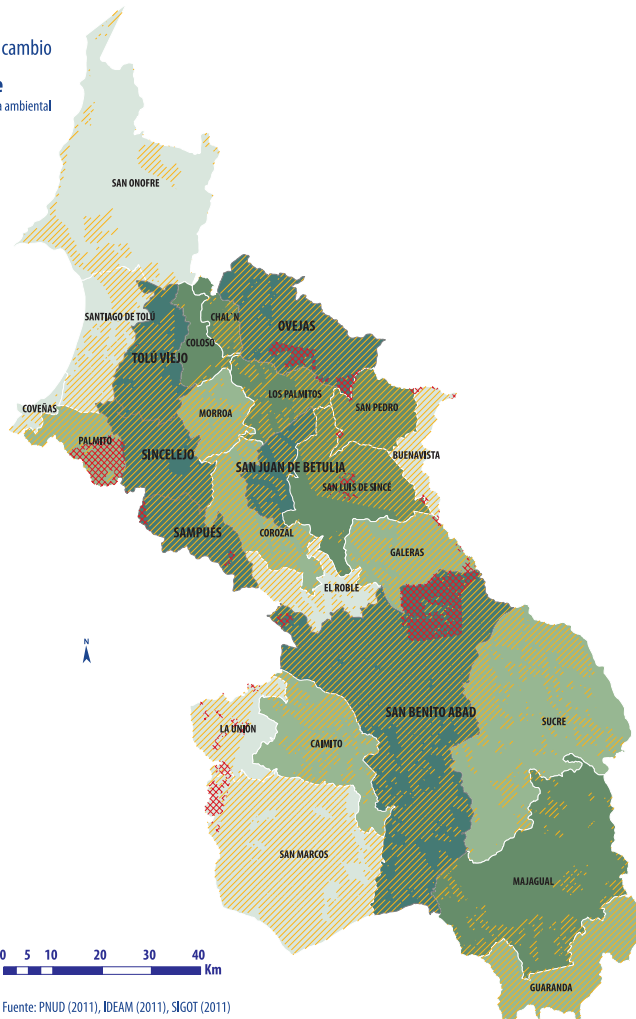 cambio
e
a ambiental
SAN ONOFRE
SANTIAGO DE TOLÚ
CHAL´N
COLOSO
OVEJAS
TOLÚ VIEJO
LOS PALMITOS
COVEÑAS
MORROA
SAN PEDRO
PALMITO
SINCELEJO
SAN JUAN DE BETULIA
BUENAVISTA
SAN LUIS DE SINCÉ
SAMPUÉS
COROZAL
GALERAS
EL ROBLE
N
SAN BENITO ABAD
SUCRE
LA UNIÓN
CAIMITO
SAN MARCOS
MAJAGUAL
GUARANDA
0 5 10 20 30 40
Km
Fuente: PNUD (2011), IDEAM (2011), SIGOT (2011)